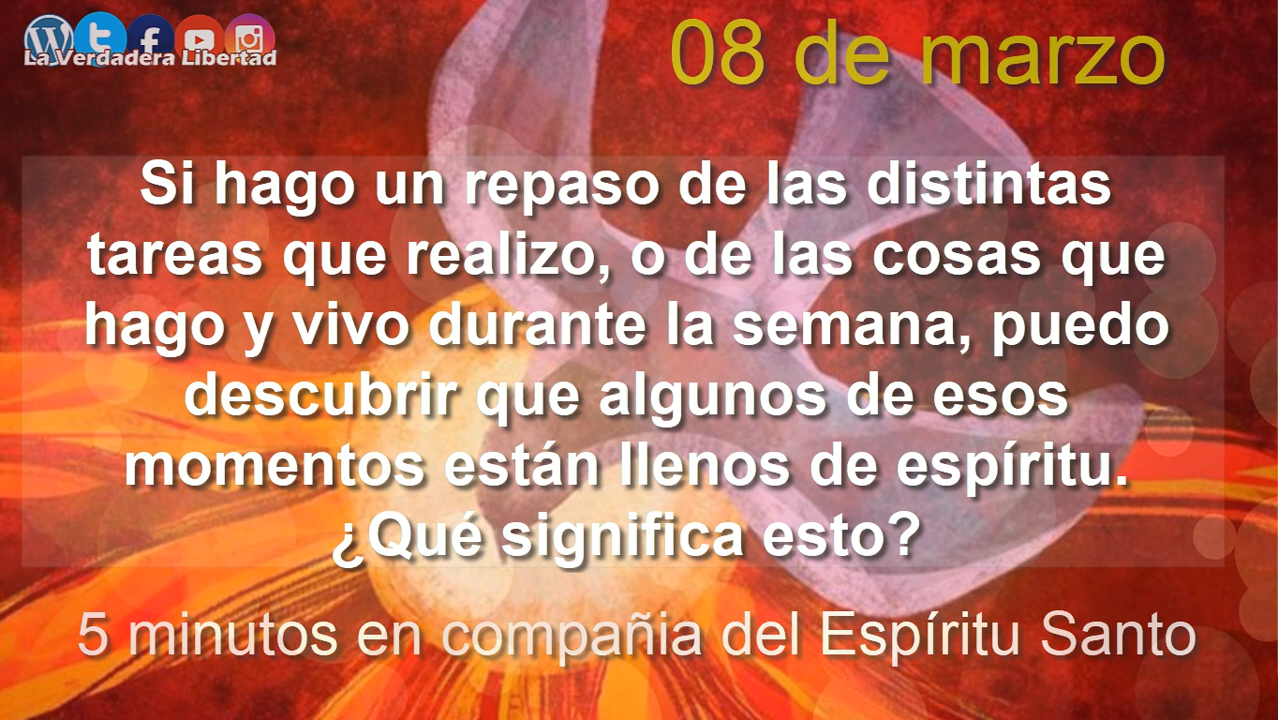 La Verdadera Libertad
08 de marzo
Si hago un repaso de las distintas
tareas que realizo, o de las cosas que
hago y vivo durante la semana, puedo
descubrir que algunos de esos
momentos están llenos de espíritu.
¿Qué significa esto?
5 minutos en compañia del Espíritu Santo